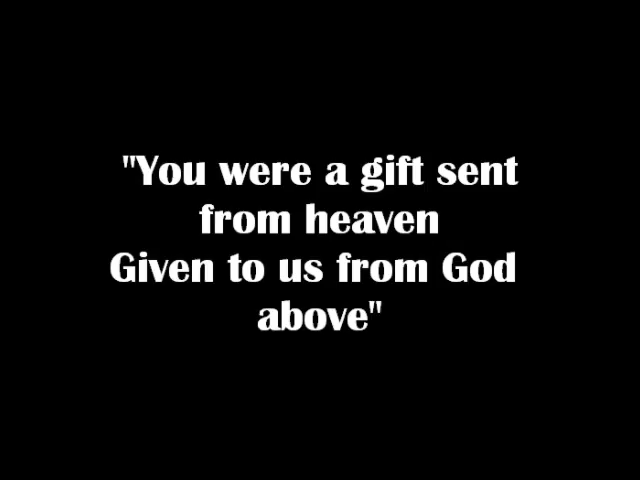 "You were a gift sent
from heaven
Given to us from God
above"